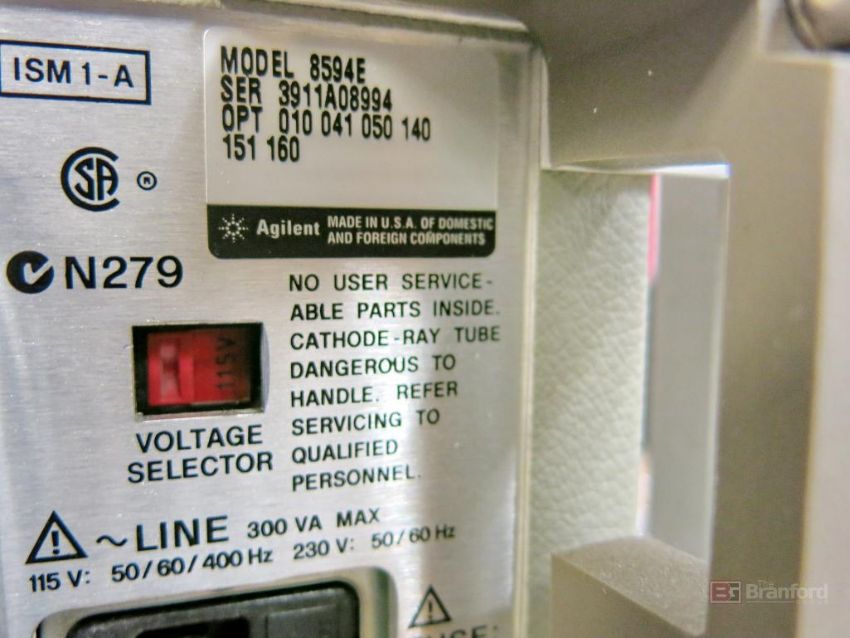 ISM 1-A
MODEL 8594E
SER 3911A08994
OPT 010 041 050 140
151 160
Agilent
MADE IN U.S.A. OF DOMESTIC
AND FOREIGN COMPONENTS
SA ®
N279
115V
VOLTAGE
SELECTOR
NO USER SERVICE-
ABLE PARTS INSIDE.
CATHODE-RAY TUBE
DANGEROUS TO
HANDLE. REFER
SERVICING TO
QUALIFIED
PERSONNEL.
~LINE 300 VA MAX
115 V: 50/60/400 Hz 230 V: 50/60 Hz
The
Branford